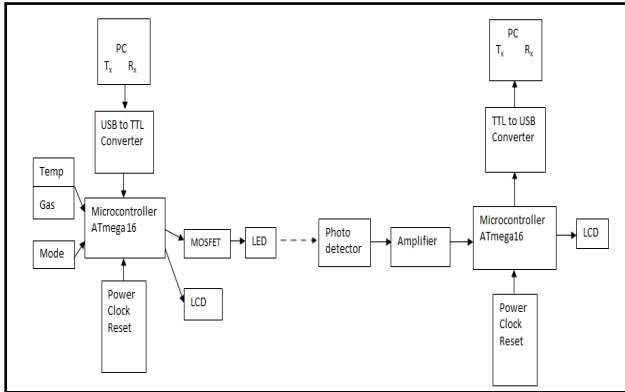 PC
Tx Rx
USB to TTL
Converter
Temp
Gas
Mode
Microcontroller
ATmega16
Power
Clock
Reset
MOSFET
LED
LCD
Photo
detector
Amplifier
PC
Tx Rx
TTL to USB
Converter
Microcontroller
ATmega16
LCD
Power
Clock
Reset